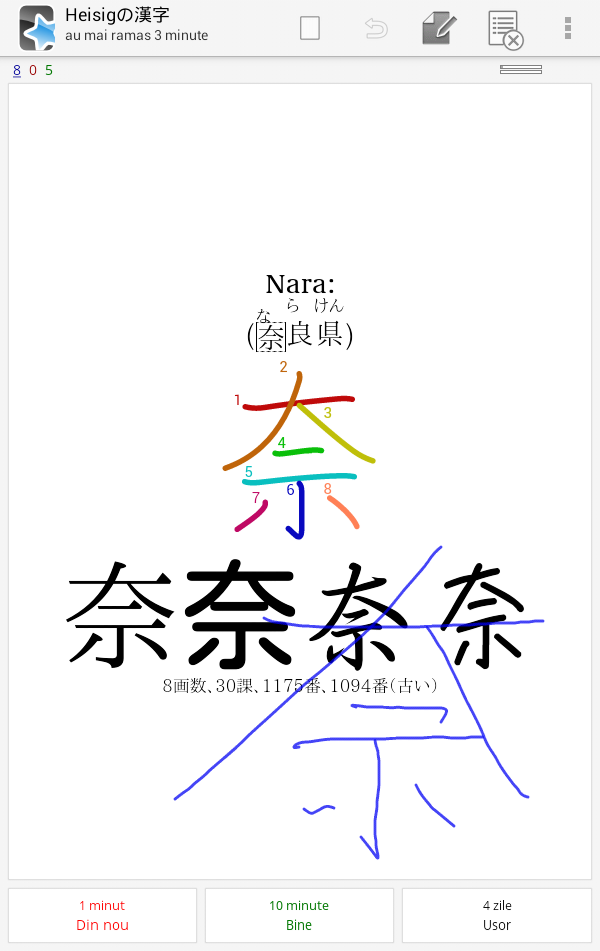 Heisigの漢字
au mai ramas 3 minute
8 0 5
Nara:
な ら けん
(奈良県)
2
1
3
4
5
6
8
7
奈
奈 奈 奈 奈
8画数、30課、1175番、1094番(古い)
奈
1 minut 10 minute 4 zile
Din nou Bine Usor